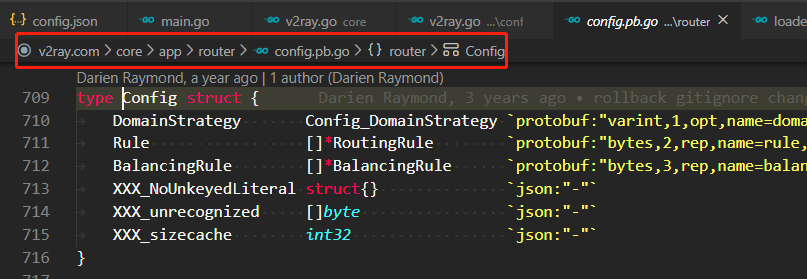 config.json main.go v2ray.go core v2ray.go ...\conf config.pb.go ...\router loade
v2ray.com > core > app > router > config.pb.go > {} router > Config
Darien Raymond, a year ago | 1 author (Darien Raymond)
709 type Config struct { Darien Raymond, 3 years ago • rollback gitignore chang
710 DomainStrategy Config_DomainStrategy `protobuf:"varint,1,opt,name=doma
711 Rule []*RoutingRule `protobuf:"bytes,2,rep,name=rule,
712 BalancingRule []*BalancingRule `protobuf:"bytes,3,rep,name=balan
713 XXX_NoUnkeyedLiteral struct{} `json:"-"`
714 XXX_unrecognized []byte `json:"-"`
715 XXX_sizecache int32 `json:"-"`
716 }
717